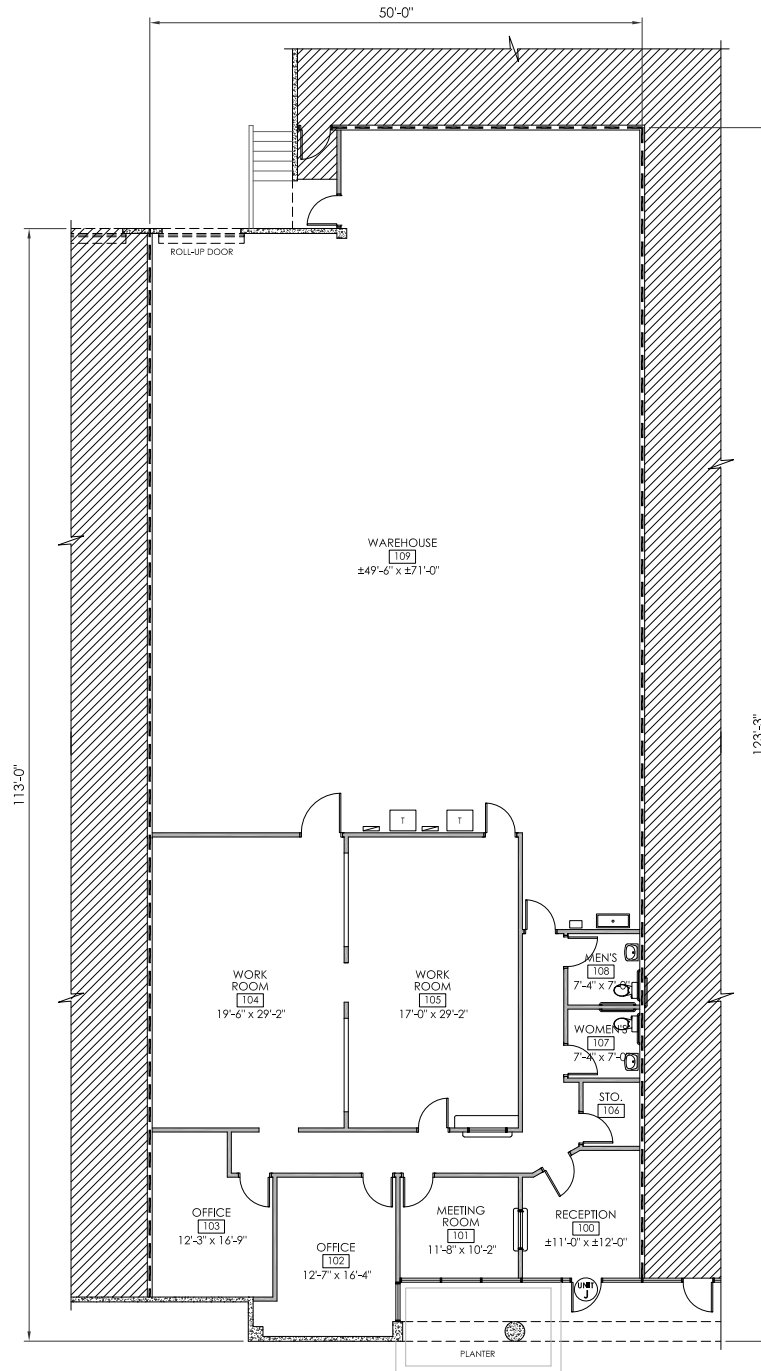 50'-0"
ROLL-UP DOOR
WAREHOUSE
109
±49'-6" x ±71'-0"
113'-0"
123'-3"
T
T
WORK
ROOM
104
19'-6" x 29'-2"
WORK
ROOM
105
17'-0" x 29'-2"
MEN'S
108
7'-4" x 7'-0"
WOMEN'S
107
7'-4" x 7'-0"
STO.
106
OFFICE
103
12'-3" x 16'-9"
OFFICE
102
12'-7" x 16'-4"
MEETING
ROOM
101
11'-8" x 10'-2"
RECEPTION
100
±11'-0" x ±12'-0"
UNIT
J
PLANTER